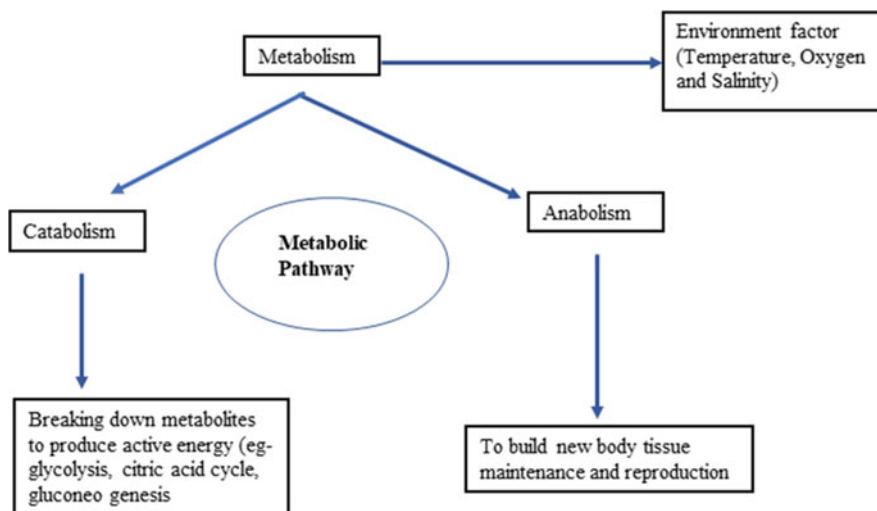 Metabolism
Environment factor
(Temperature, Oxygen
and Salinity)
Catabolism
Metabolic
Pathway
Anabolism
Breaking down metabolites
to produce active energy (eg-
glycolysis, citric acid cycle,
gluconeo genesis
To build new body tissue
maintenance and reproduction